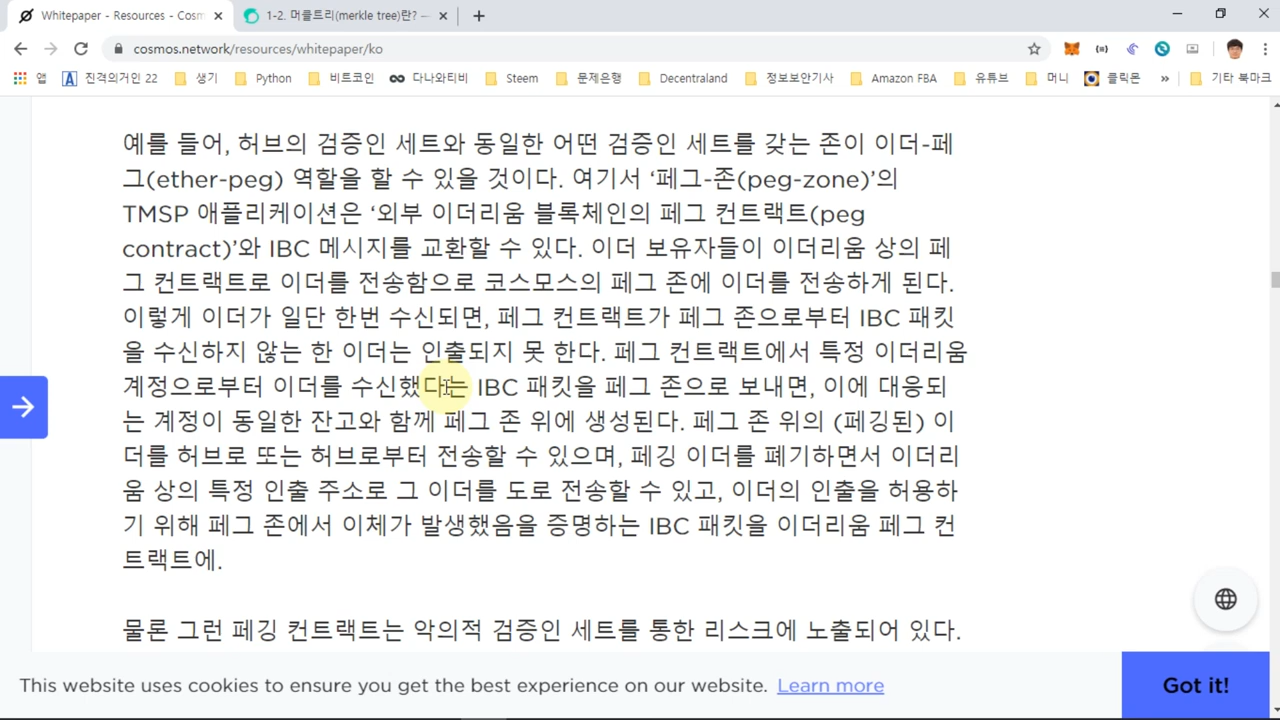 Whitepaper - Resources - Cosm
1-2. 머클트리(merkle tree)란? -
cosmos.network/resources/whitepaper/ko
앱 진격의거인 22 생기 Python 비트코인 다나와티비 Steem 문제은행 Decentraland 정보보안기사 Amazon FBA 유튜브 머니 클릭몬 » 기타 북마크
예를 들어, 허브의 검증인 세트와 동일한 어떤 검증인 세트를 갖는 존이 이더-페
그(ether-peg) 역할을 할 수 있을 것이다. 여기서 ‘페그-존(peg-zone)’의
TMSP 애플리케이션은 ‘외부 이더리움 블록체인의 페그 컨트랙트(peg
contract)’와 IBC 메시지를 교환할 수 있다. 이더 보유자들이 이더리움 상의 페
그 컨트랙트로 이더를 전송함으로 코스모스의 페그 존에 이더를 전송하게 된다.
이렇게 이더가 일단 한번 수신되면, 페그 컨트랙트가 페그 존으로부터 IBC 패킷
을 수신하지 않는 한 이더는 인출되지 못 한다. 페그 컨트랙트에서 특정 이더리움
계정으로부터 이더를 수신했다는 IBC 패킷을 페그 존으로 보내면, 이에 대응되
는 계정이 동일한 잔고와 함께 페그 존 위에 생성된다. 페그 존 위의 (페깅된) 이
더를 허브로 또는 허브로부터 전송할 수 있으며, 페깅 이더를 폐기하면서 이더리
움 상의 특정 인출 주소로 그 이더를 도로 전송할 수 있고, 이더의 인출을 허용하
기 위해 페그 존에서 이체가 발생했음을 증명하는 IBC 패킷을 이더리움 페그 컨
트랙트에.
물론 그런 페깅 컨트랙트는 악의적 검증인 세트를 통한 리스크에 노출되어 있다.
This website uses cookies to ensure you get the best experience on our website. Learn more
Got it!